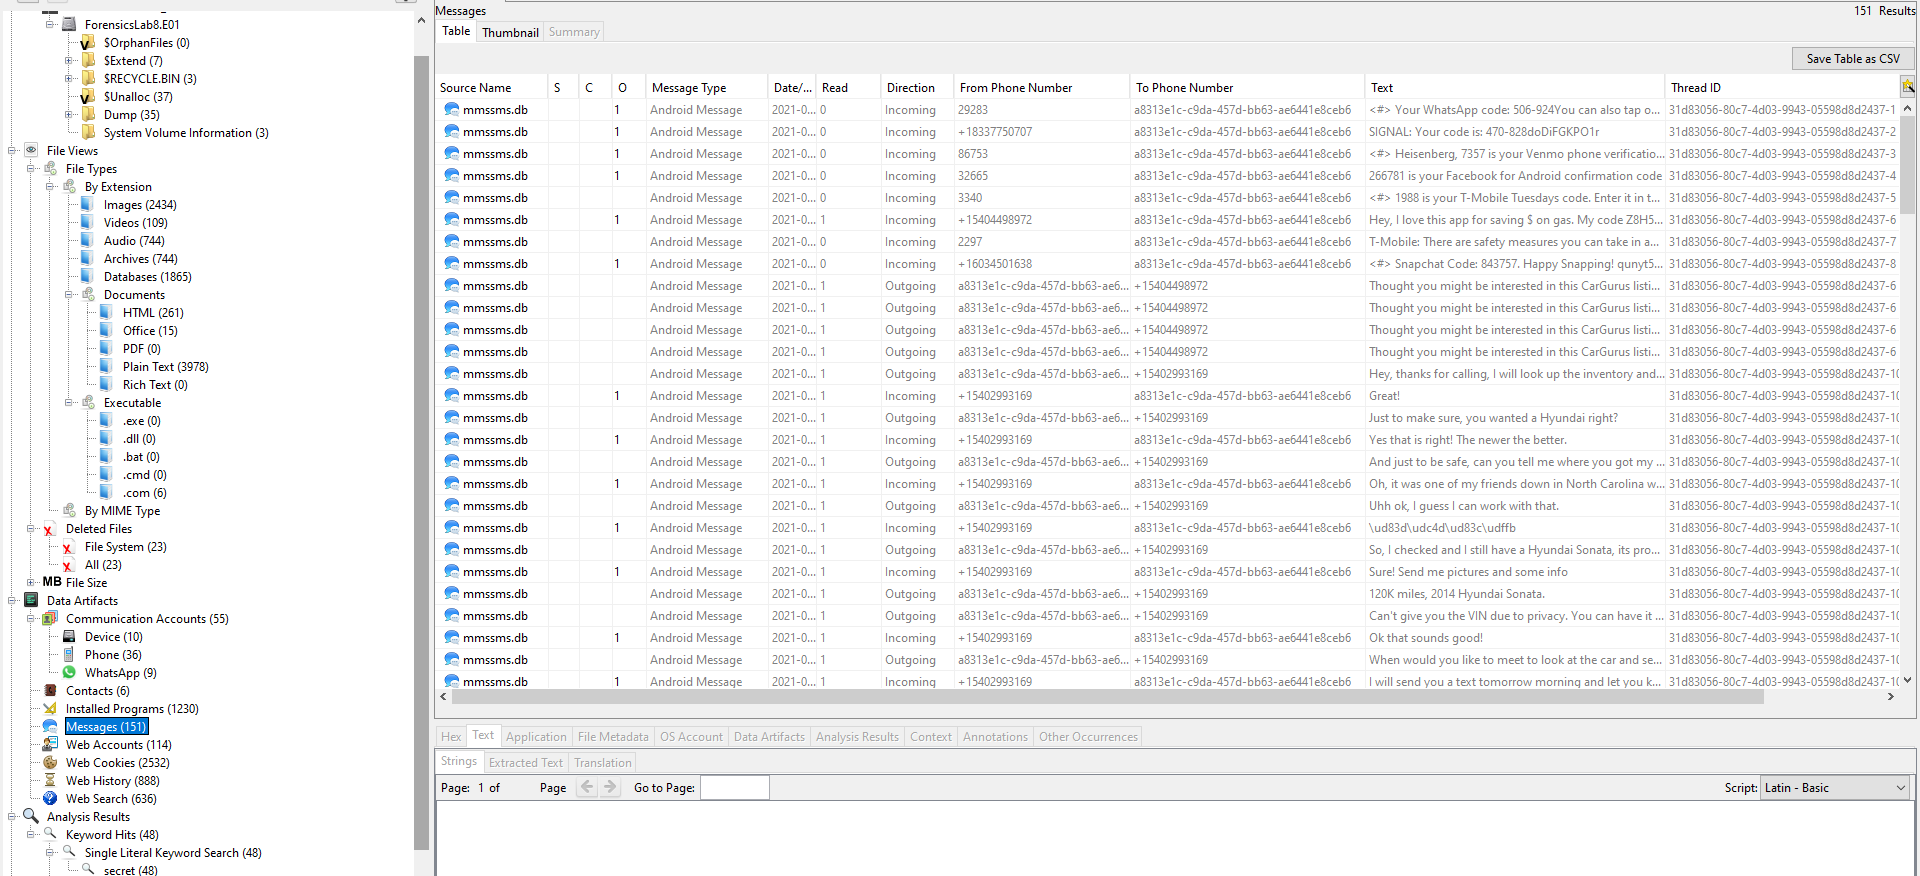 ForensicsLab8.E01
$OrphanFiles (0)
$Extend (7)
$RECYCLE.BIN (3)
$Unalloc (37)
Dump (35)
System Volume Information (3)
File Views
File Types
By Extension
Images (2434)
Videos (109)
Audio (744)
Archives (744)
Databases (1865)
Documents
HTML (261)
Office (15)
PDF (0)
Plain Text (3978)
Rich Text (0)
Executable
.exe (0)
.dll (0)
.bat (0)
.cmd (0)
.com (6)
By MIME Type
Deleted Files
File System (23)
All (23)
MB File Size
Data Artifacts
Communication Accounts (55)
Device (10)
Phone (36)
WhatsApp (9)
Contacts (6)
Installed Programs (1230)
Messages (151)
Web Accounts (114)
Web Cookies (2532)
Web History (888)
Web Search (636)
Analysis Results
Keyword Hits (48)
Single Literal Keyword Search (48)
secret (48)
Messages 151 Results
Table Thumbnail Summary
Save Table as CSV
Source Name S C O Message Type Date/... Read Direction From Phone Number To Phone Number Text Thread ID
mmssms.db 1 Android Message 2021-0... 0 Incoming 29283 a8313e1c-c9da-457d-bb63-ae6441e8ceb6 <#> Your WhatsApp code: 506-924You can also tap o... 31d83056-80c7-4d03-9943-05598d8d2437-1
mmssms.db 1 Android Message 2021-0... 0 Incoming +18337750707 a8313e1c-c9da-457d-bb63-ae6441e8ceb6 SIGNAL: Your code is: 470-828doDiFGKPO1r 31d83056-80c7-4d03-9943-05598d8d2437-2
mmssms.db 1 Android Message 2021-0... 0 Incoming 86753 a8313e1c-c9da-457d-bb63-ae6441e8ceb6 <#> Heisenberg, 7357 is your Venmo phone verificatio... 31d83056-80c7-4d03-9943-05598d8d2437-3
mmssms.db 1 Android Message 2021-0... 0 Incoming 32665 a8313e1c-c9da-457d-bb63-ae6441e8ceb6 266781 is your Facebook for Android confirmation code 31d83056-80c7-4d03-9943-05598d8d2437-4
mmssms.db Android Message 2021-0... 0 Incoming 3340 a8313e1c-c9da-457d-bb63-ae6441e8ceb6 <#> 1988 is your T-Mobile Tuesdays code. Enter it in t... 31d83056-80c7-4d03-9943-05598d8d2437-5
mmssms.db 1 Android Message 2021-0... 1 Incoming +15404498972 a8313e1c-c9da-457d-bb63-ae6441e8ceb6 Hey, I love this app for saving $ on gas. My code Z8H5... 31d83056-80c7-4d03-9943-05598d8d2437-6
mmssms.db Android Message 2021-0... 0 Incoming 2297 a8313e1c-c9da-457d-bb63-ae6441e8ceb6 T-Mobile: There are safety measures you can take in a... 31d83056-80c7-4d03-9943-05598d8d2437-7
mmssms.db 1 Android Message 2021-0... 0 Incoming +16034501638 a8313e1c-c9da-457d-bb63-ae6441e8ceb6 <#> Snapchat Code: 843757. Happy Snapping! qunyt5... 31d83056-80c7-4d03-9943-05598d8d2437-8
mmssms.db Android Message 2021-0... 1 Outgoing a8313e1c-c9da-457d-bb63-ae6... +15404498972 Thought you might be interested in this CarGurus listi... 31d83056-80c7-4d03-9943-05598d8d2437-6
mmssms.db Android Message 2021-0... 1 Outgoing a8313e1c-c9da-457d-bb63-ae6... +15404498972 Thought you might be interested in this CarGurus listi... 31d83056-80c7-4d03-9943-05598d8d2437-6
mmssms.db Android Message 2021-0... 1 Outgoing a8313e1c-c9da-457d-bb63-ae6... +15404498972 Thought you might be interested in this CarGurus listi... 31d83056-80c7-4d03-9943-05598d8d2437-6
mmssms.db Android Message 2021-0... 1 Outgoing a8313e1c-c9da-457d-bb63-ae6... +15404498972 Thought you might be interested in this CarGurus listi... 31d83056-80c7-4d03-9943-05598d8d2437-6
mmssms.db Android Message 2021-0... 1 Outgoing a8313e1c-c9da-457d-bb63-ae6... +15402993169 Hey, thanks for calling, I will look up the inventory and... 31d83056-80c7-4d03-9943-05598d8d2437-10
mmssms.db 1 Android Message 2021-0... 1 Incoming +15402993169 a8313e1c-c9da-457d-bb63-ae6441e8ceb6 Great! 31d83056-80c7-4d03-9943-05598d8d2437-10
mmssms.db Android Message 2021-0... 1 Outgoing a8313e1c-c9da-457d-bb63-ae6... +15402993169 Just to make sure, you wanted a Hyundai right? 31d83056-80c7-4d03-9943-05598d8d2437-10
mmssms.db 1 Android Message 2021-0... 1 Incoming +15402993169 a8313e1c-c9da-457d-bb63-ae6441e8ceb6 Yes that is right! The newer the better. 31d83056-80c7-4d03-9943-05598d8d2437-10
mmssms.db Android Message 2021-0... 1 Outgoing a8313e1c-c9da-457d-bb63-ae6... +15402993169 And just to be safe, can you tell me where you got my ... 31d83056-80c7-4d03-9943-05598d8d2437-10
mmssms.db 1 Android Message 2021-0... 1 Incoming +15402993169 a8313e1c-c9da-457d-bb63-ae6441e8ceb6 Oh, it was one of my friends down in North Carolina w... 31d83056-80c7-4d03-9943-05598d8d2437-10
mmssms.db Android Message 2021-0... 1 Outgoing a8313e1c-c9da-457d-bb63-ae6... +15402993169 Uhh ok, I guess I can work with that. 31d83056-80c7-4d03-9943-05598d8d2437-10
mmssms.db 1 Android Message 2021-0... 1 Incoming +15402993169 a8313e1c-c9da-457d-bb63-ae6441e8ceb6 \ud83d\udc4d\ud83c\udffb 31d83056-80c7-4d03-9943-05598d8d2437-10
mmssms.db Android Message 2021-0... 1 Outgoing a8313e1c-c9da-457d-bb63-ae6... +15402993169 So, I checked and I still have a Hyundai Sonata, its pro... 31d83056-80c7-4d03-9943-05598d8d2437-10
mmssms.db 1 Android Message 2021-0... 1 Incoming +15402993169 a8313e1c-c9da-457d-bb63-ae6441e8ceb6 Sure! Send me pictures and some info 31d83056-80c7-4d03-9943-05598d8d2437-10
mmssms.db Android Message 2021-0... 1 Outgoing a8313e1c-c9da-457d-bb63-ae6... +15402993169 120K miles, 2014 Hyundai Sonata. 31d83056-80c7-4d03-9943-05598d8d2437-10
mmssms.db Android Message 2021-0... 1 Outgoing a8313e1c-c9da-457d-bb63-ae6... +15402993169 Can't give you the VIN due to privacy. You can have it ... 31d83056-80c7-4d03-9943-05598d8d2437-10
mmssms.db 1 Android Message 2021-0... 1 Incoming +15402993169 a8313e1c-c9da-457d-bb63-ae6441e8ceb6 Ok that sounds good! 31d83056-80c7-4d03-9943-05598d8d2437-10
mmssms.db Android Message 2021-0... 1 Outgoing a8313e1c-c9da-457d-bb63-ae6... +15402993169 When would you like to meet to look at the car and se... 31d83056-80c7-4d03-9943-05598d8d2437-10
mmssms.db 1 Android Message 2021-0... 1 Incoming +15402993169 a8313e1c-c9da-457d-bb63-ae6441e8ceb6 I will send you a text tomorrow morning and let you k... 31d83056-80c7-4d03-9943-05598d8d2437-10
Hex Text Application File Metadata OS Account Data Artifacts Analysis Results Context Annotations Other Occurrences
Strings Extracted Text Translation
Page: 1 of Page Go to Page: Script: Latin - Basic